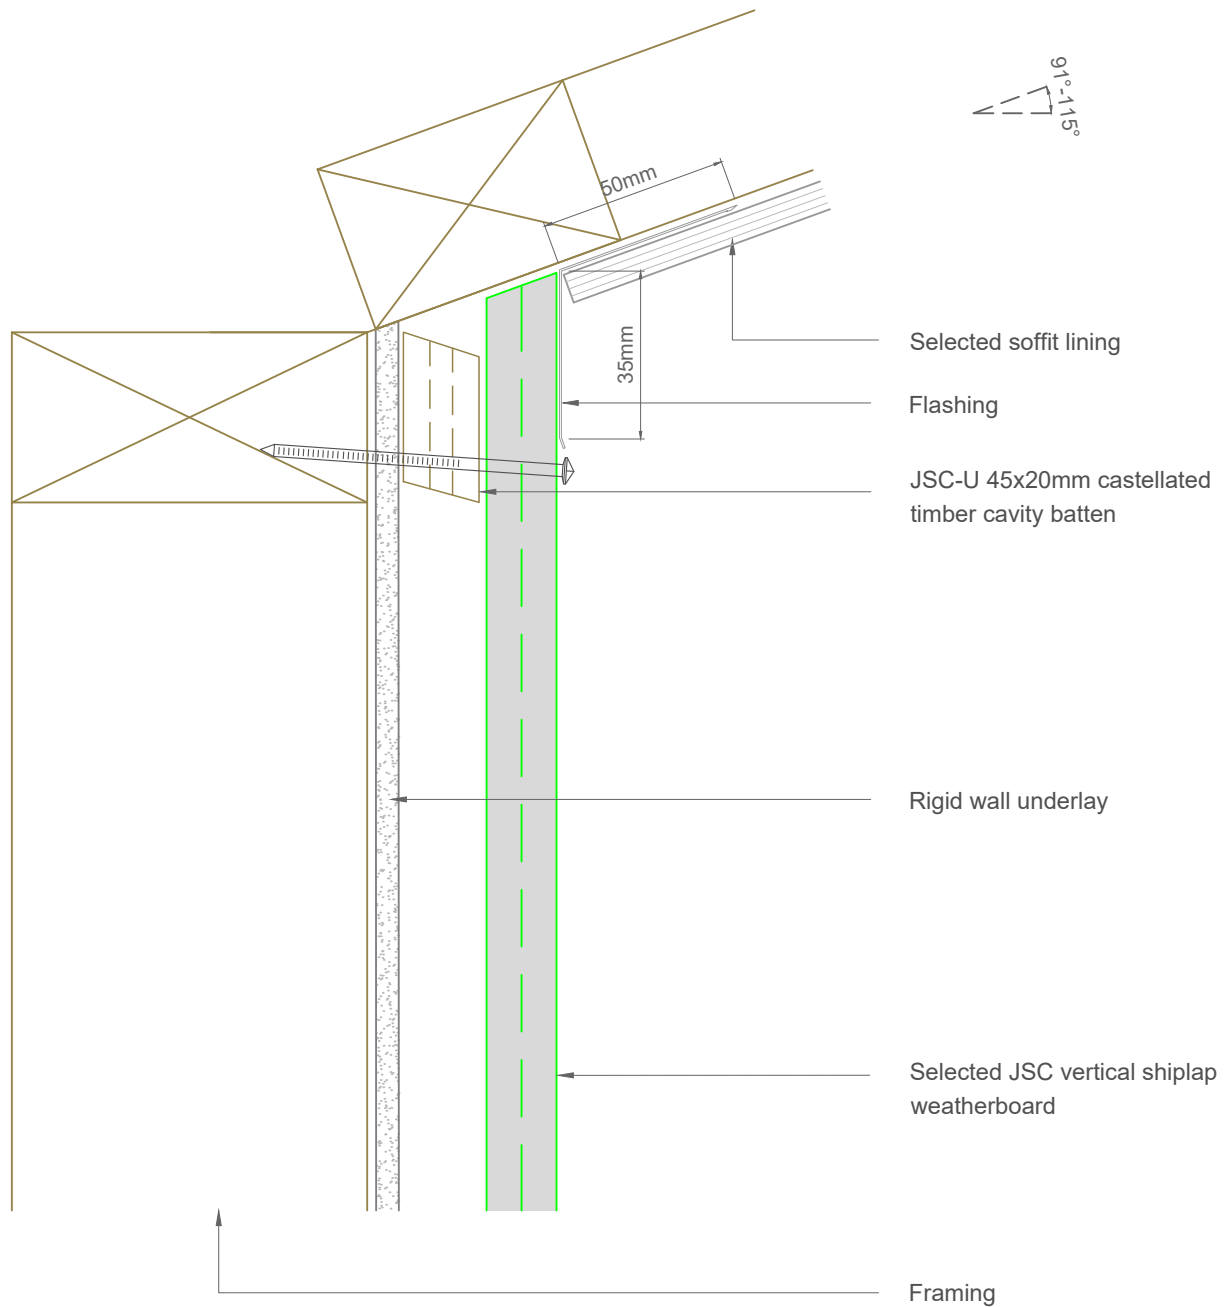 91°-115°
50mm
35mm
Selected soffit lining
Flashing
JSC-U 45x20mm castellated
timber cavity batten
Rigid wall underlay
Selected JSC vertical shiplap
weatherboard
Framing